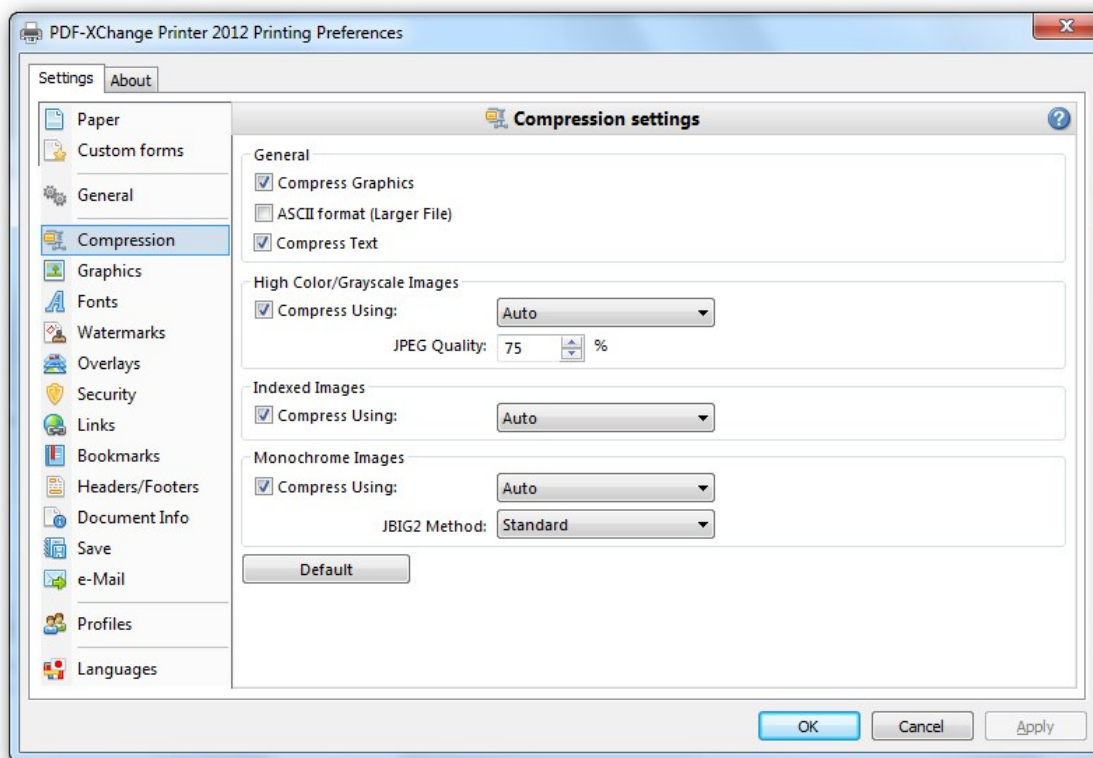 PDF-XChange Printer 2012 Printing Preferences
Settings
About
Paper
Custom forms
General
Compression
Graphics
Fonts
Watermarks
Overlays
Security
Links
Bookmarks
Headers/Footers
Document Info
Save
e-Mail
Profiles
Languages
Compression settings
General
Compress Graphics
ASCII format (Larger File)
Compress Text
High Color/Grayscale Images
Compress Using: Auto
JPEG Quality: 75 %
Indexed Images
Compress Using: Auto
Monochrome Images
Compress Using: Auto
JBIG2 Method: Standard
Default
OK Cancel Apply